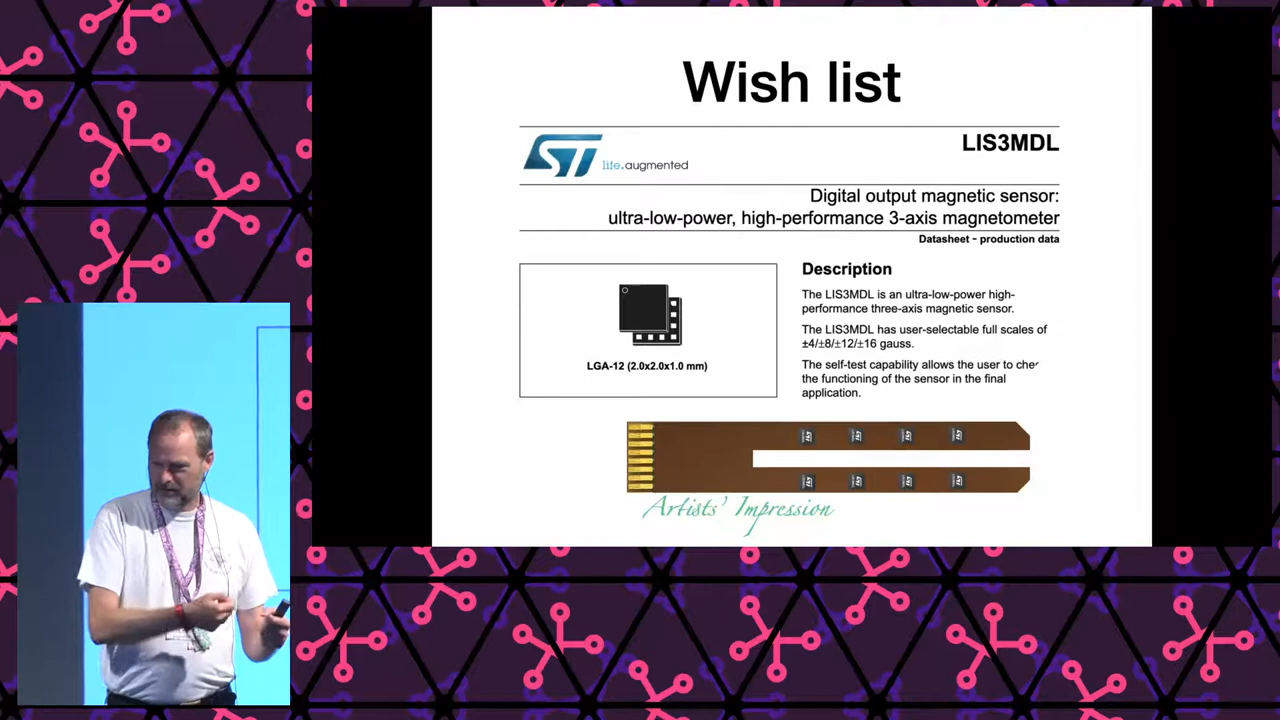 Wish list
ST life.augmented
LIS3MDL
Digital output magnetic sensor:
ultra-low-power, high-performance 3-axis magnetometer
Datasheet - production data
LGA-12 (2.0x2.0x1.0 mm)
Description
The LIS3MDL is an ultra-low-power high-
performance three-axis magnetic sensor.
The LIS3MDL has user-selectable full scales of
±4/±8/±12/±16 gauss.
The self-test capability allows the user to
the functioning of the sensor in the final
application.
Artists' Impression